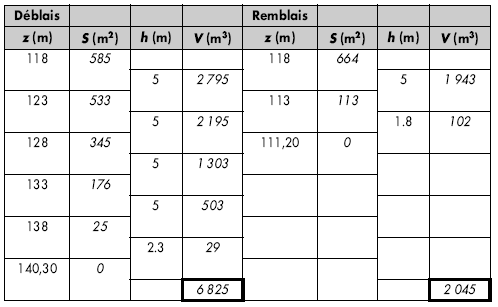 Déblais Remblais
z (m) S (m²) h (m) V (m³) z (m) S (m²) h (m) V (m³)
118 585 118 664
5 2 795 5 1 943
123 533 113 113
5 2 195 1.8 102
128 345 111,20 0
5 1 303
133 176
5 503
138 25
2.3 29
140,30 0
6 825 2 045